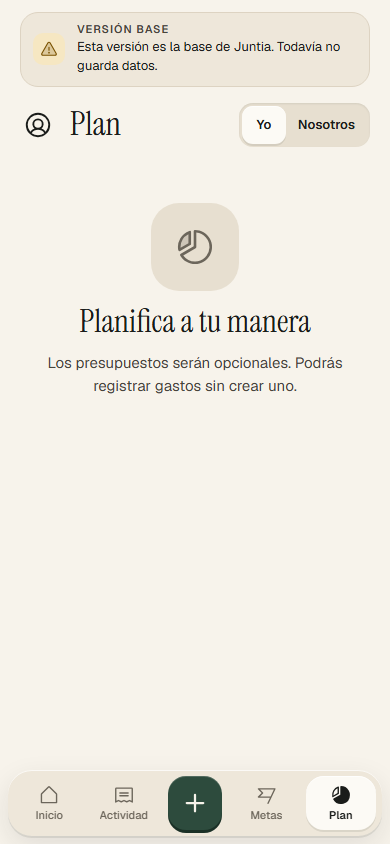 VERSIÓN BASE
Esta versión es la base de Juntia. Todavía no
guarda datos.
Plan
Yo
Nosotros
Planifica a tu manera
Los presupuestos serán opcionales. Podrás
registrar gastos sin crear uno.
Inicio
Actividad
Metas
Plan